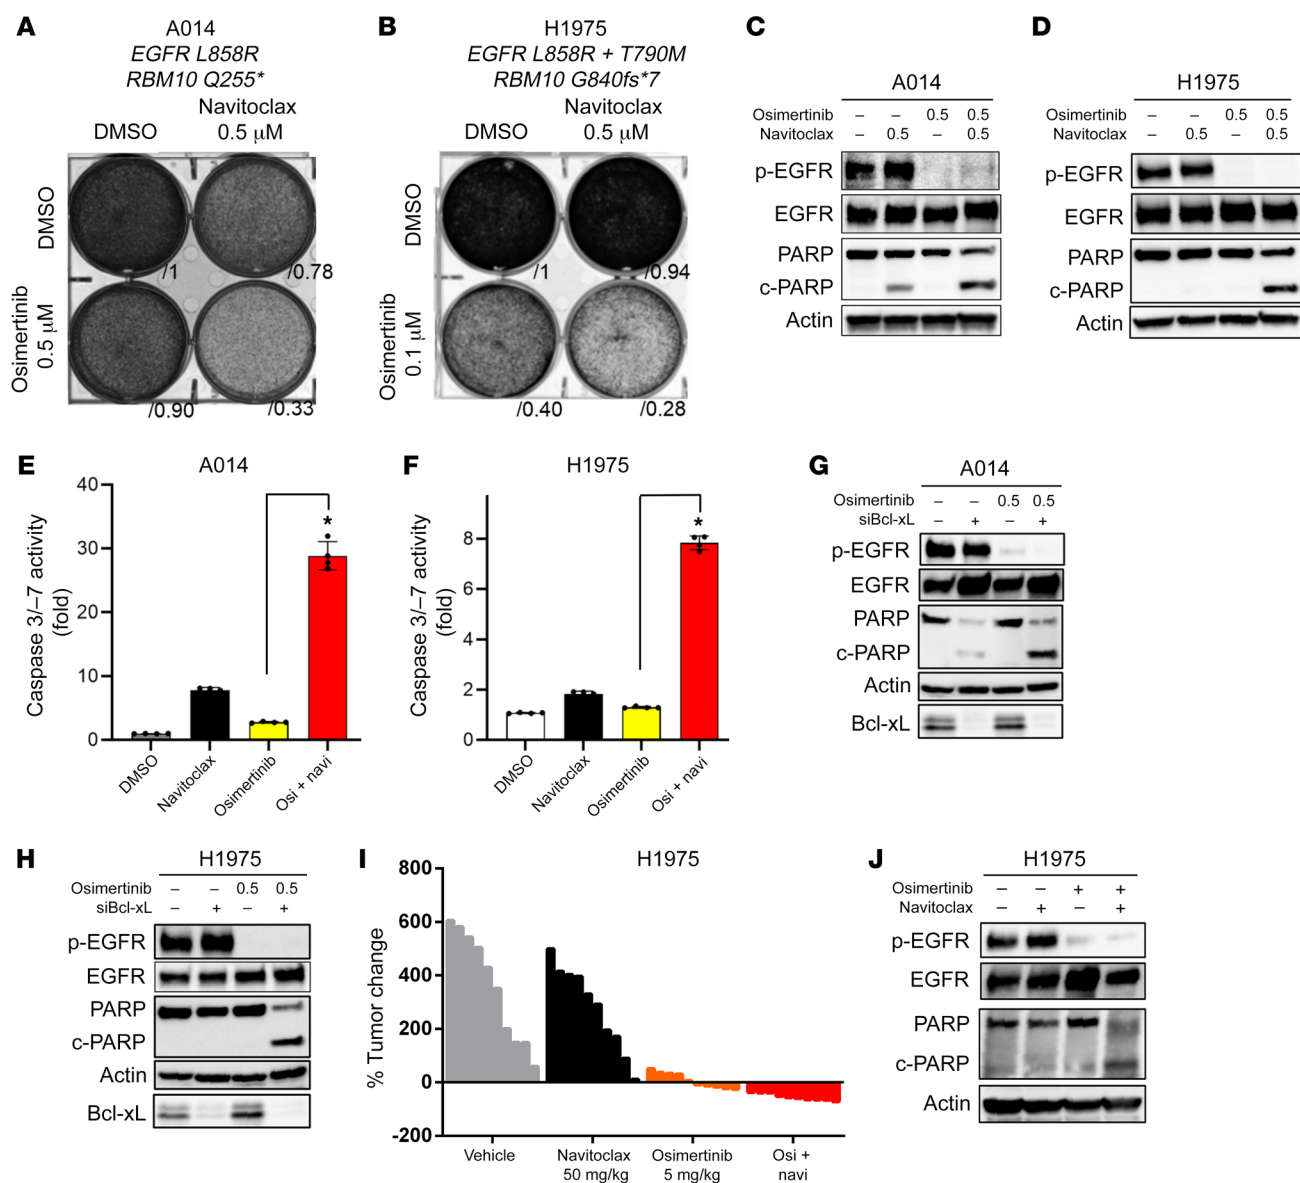 A
A014
EGFR L858R
RBM10 Q255*
Navitoclax
DMSO
0.5 μM
DMSO
/1
/0.78
Osimertinib
0.5 μM
/0.90
/0.33
B
H1975
EGFR L858R + T790M
RBM10 G840fs*7
Navitoclax
DMSO
0.5 μM
DMSO
/1
/0.94
Osimertinib
0.1 μM
/0.40
/0.28
C
A014
Osimertinib – – 0.5 0.5
Navitoclax – 0.5 – 0.5
p-EGFR
EGFR
PARP
c-PARP
Actin
D
H1975
Osimertinib – – 0.5 0.5
Navitoclax – 0.5 – 0.5
p-EGFR
EGFR
PARP
c-PARP
Actin
E
A014
Caspase 3/–7 activity
(fold)
40
30
20
10
0
*
DMSO
Navitoclax
Osimertinib
Osi + navi
F
H1975
Caspase 3/–7 activity
(fold)
8
6
4
2
0
*
DMSO
Navitoclax
Osimertinib
Osi + navi
G
A014
Osimertinib – – 0.5 0.5
siBcl-xL – + – +
p-EGFR
EGFR
PARP
c-PARP
Actin
Bcl-xL
H
H1975
Osimertinib – – 0.5 0.5
siBcl-xL – + – +
p-EGFR
EGFR
PARP
c-PARP
Actin
Bcl-xL
I
H1975
% Tumor change
800
600
400
200
0
-200
Vehicle
Navitoclax
50 mg/kg
Osimertinib
5 mg/kg
Osi +
navi
J
H1975
Osimertinib – – + +
Navitoclax – + – +
p-EGFR
EGFR
PARP
c-PARP
Actin